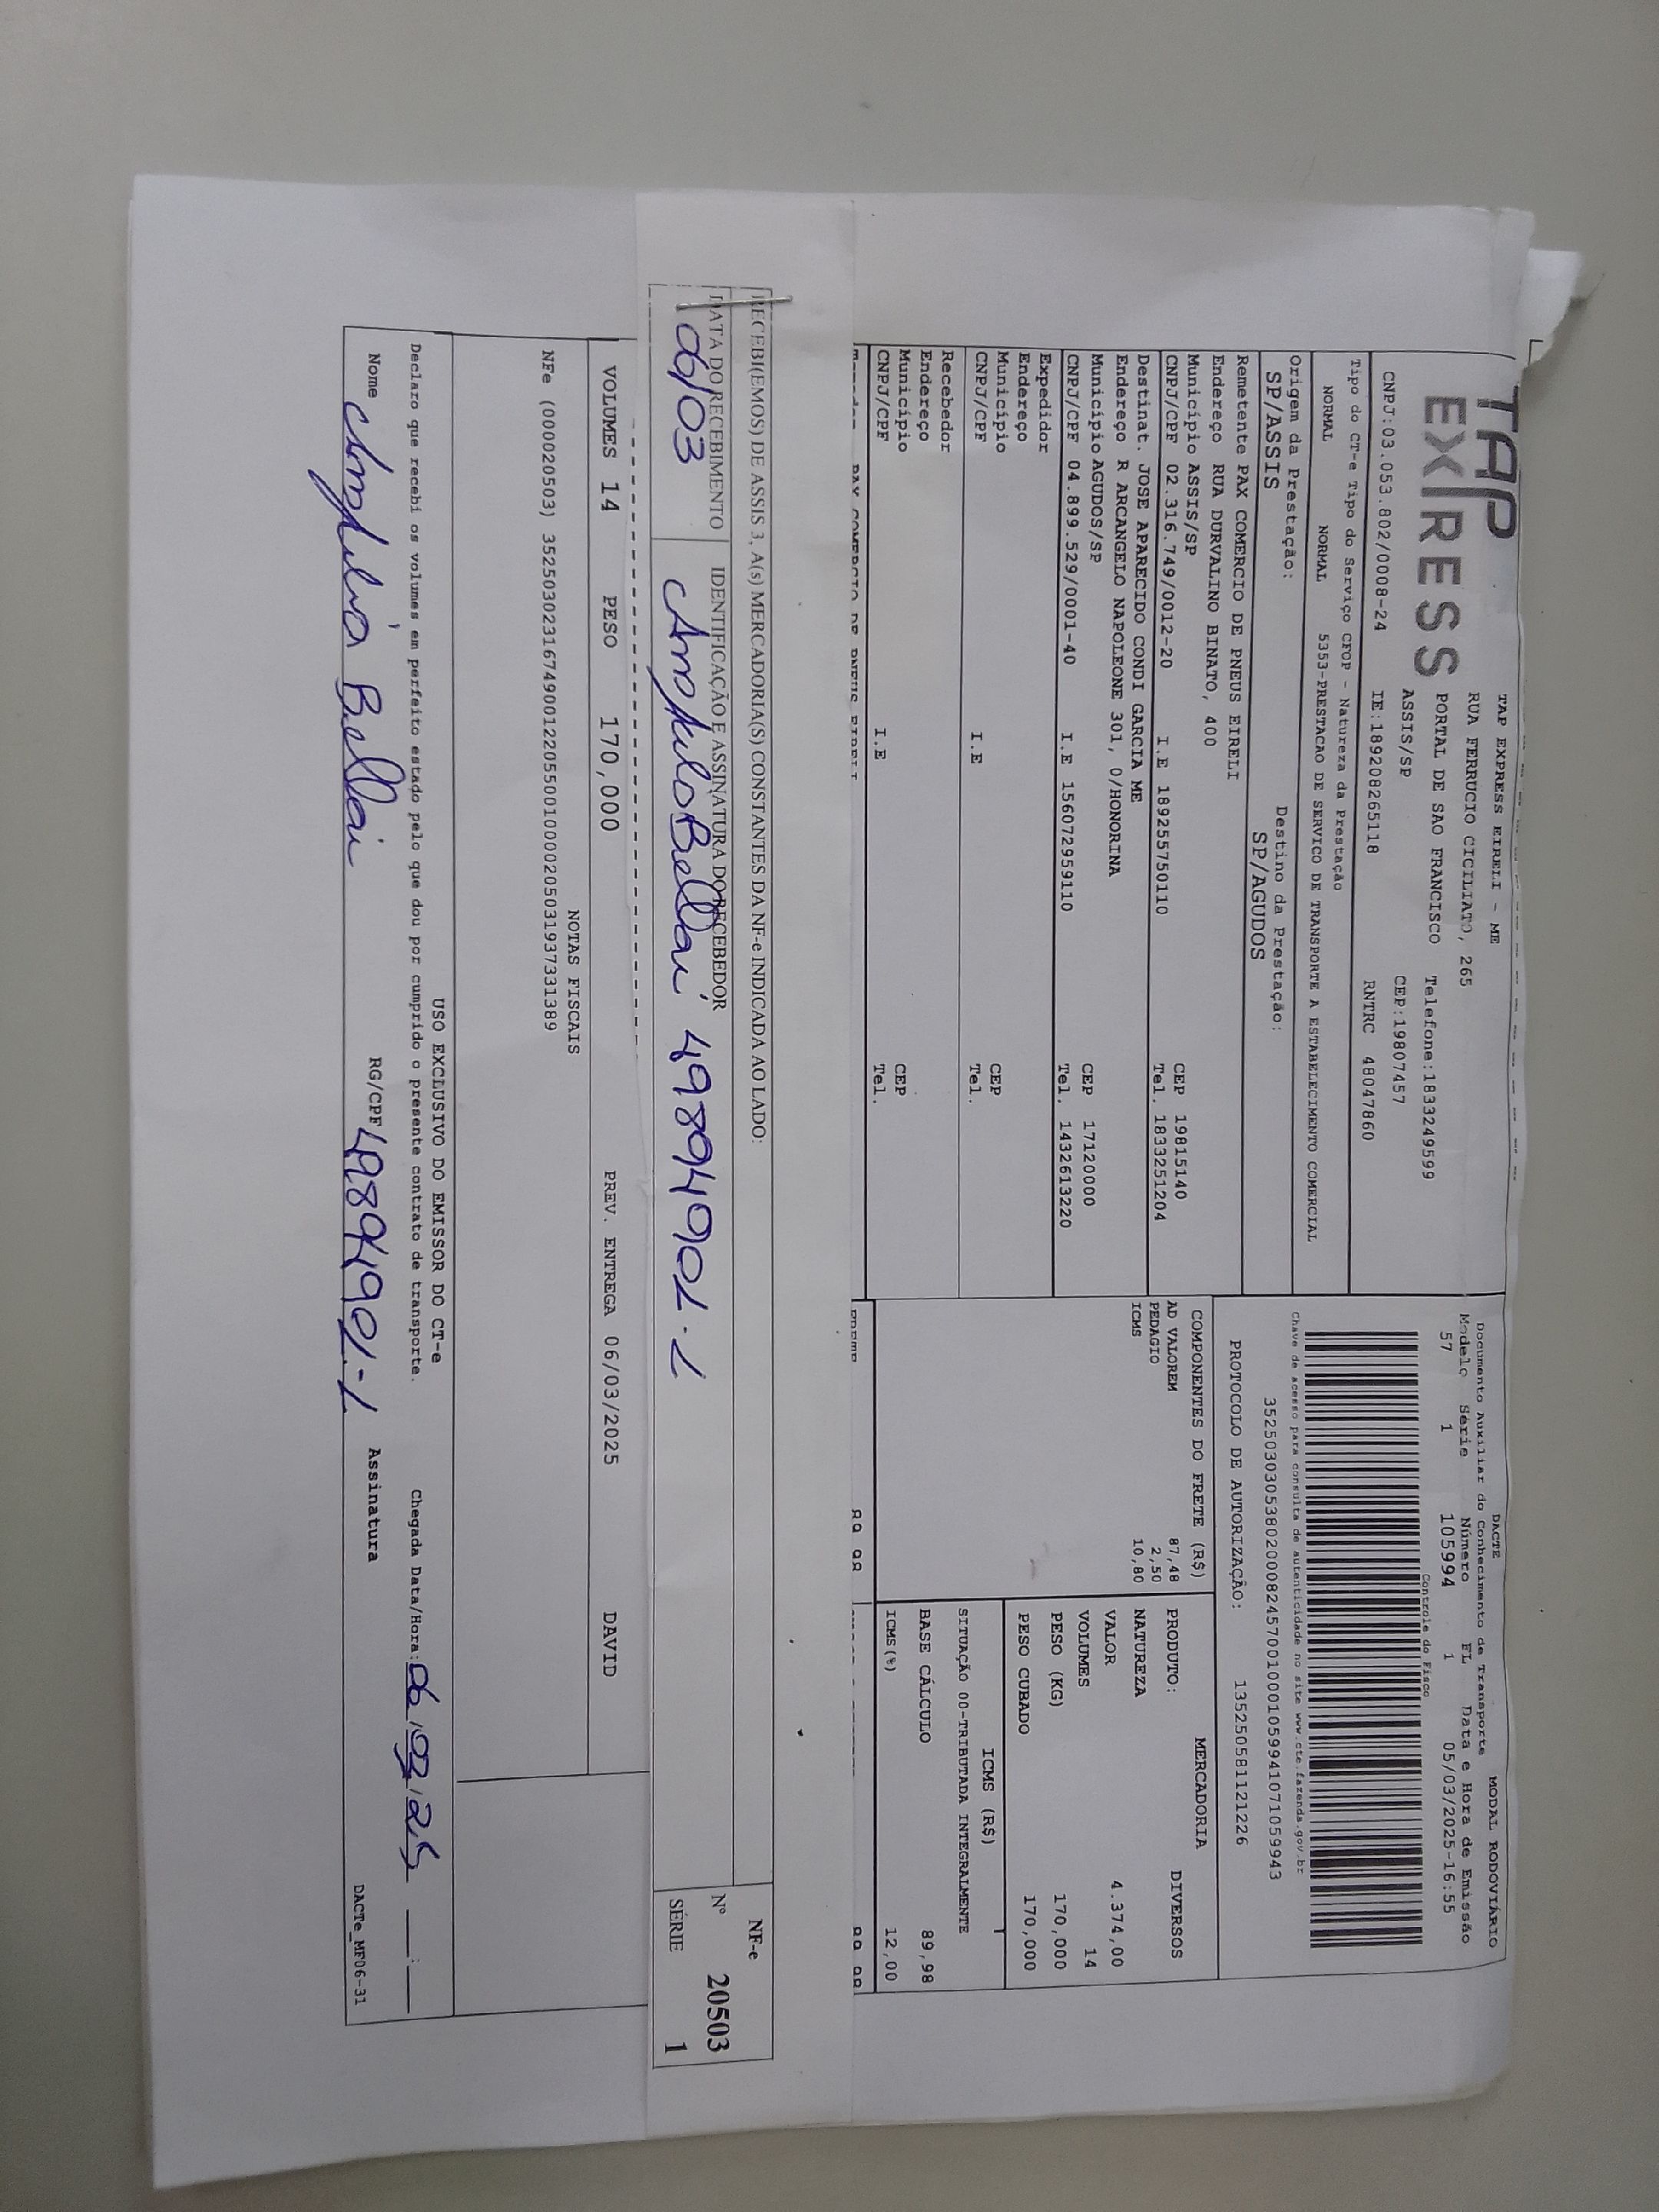 TAP
EXPRESS
TAP EXPRESS EIRELI - ME
RUA FERRUCIO CICILIATO, 265
PORTAL DE SAO FRANCISCO Telefone:1833249599
ASSIS/SP CEP:19807457
CNPJ:03.053.802/0008-24 IE:189208265118 RNTRC 48047860
DACTE MODAL RODOVIÁRIO
Documento Auxiliar do Conhecimento de Transporte
Modelo Série Número FL Data e Hora de Emissão
57 1 105994 1 05/03/2025-16:55
Controle do Fisco
Chave de acesso para consulta de autenticidade no site www.cte.fazenda.gov.br
PROTOCOLO DE AUTORIZAÇÃO: 135250581121226
Tipo do CT-e Tipo do Serviço CFOP - Natureza da Prestação
NORMAL NORMAL 5353-PRESTACAO DE SERVICO DE TRANSPORTE A ESTABELECIMENTO COMERCIAL
Origem da Prestação: Destino da Prestação:
SP/ASSIS SP/AGUDOS
Remetente PAX COMERCIO DE PNEUS EIRELI
Endereço RUA DURVALINO BINATO, 400
Município ASSIS/SP CEP 19815140
CNPJ/CPF 02.316.749/0012-20 I.E 189255750110 Tel. 1833251204
Destinat. JOSE APARECIDO CONDI GARCIA ME
Endereço R ARCANGELO NAPOLEONE 301, 0/HONORINA
Município AGUDOS/SP CEP 17120000
CNPJ/CPF 04.899.529/0001-40 I.E 156072959110 Tel. 1432613220
Expedidor
Endereço
Município CEP
CNPJ/CPF I.E Tel.
Recebedor
Endereço
Município CEP
CNPJ/CPF I.E Tel.
COMPONENTES DO FRETE (R$)
AD VALOREM 87,48
PEDAGIO 2,50
ICMS 10,80
MERCADORIA
PRODUTO: DIVERSOS
NATUREZA
VALOR 4.374,00
VOLUMES 14
PESO (KG) 170,000
PESO CUBADO 170,000
ICMS (R$)
SITUAÇÃO 00-TRIBUTADA INTEGRALMENTE
BASE CÁLCULO 89,98
ICMS(%) 12,00
RECEBI(EMOS) DE ASSIS 3, A(s) MERCADORIA(S) CONSTANTES DA NF-e INDICADA AO LADO:
DATA DO RECEBIMENTO IDENTIFICAÇÃO E ASSINATURA DO RECEBEDOR
06/03 49894901-1
NF-e
Nº 20503
SÉRIE 1
VOLUMES 14 PESO 170,000 PREV. ENTREGA 06/03/2025 DAVID
NOTAS FISCAIS
NFe (000020503) 35250302316749001220550010000205031937331389
USO EXCLUSIVO DO EMISSOR DO CT-e
Declaro que recebi os volumes em perfeito estado pelo que dou por cumprido o presente contrato de transporte. Chegada Data/Hora: 06/03/25 __:__
Nome RG/CPF 49894901-1 Assinatura
DACTe_MF06-31